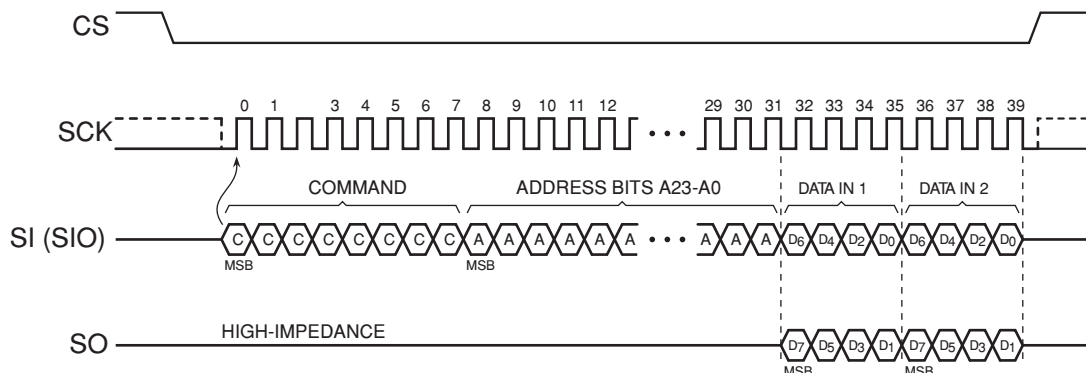 CS
0 1 3 4 5 6 7 8 9 10 11 12 29 30 31 32 33 34 35 36 37 38 39
SCK
COMMAND ADDRESS BITS A23-A0 DATA IN 1 DATA IN 2
SI (SIO) C C C C C C C C A A A A A A A A A D6 D4 D2 D0 D6 D4 D2 D0
MSB MSB
HIGH-IMPEDANCE
SO D7 D5 D3 D1 D7 D5 D3 D1
MSB MSB